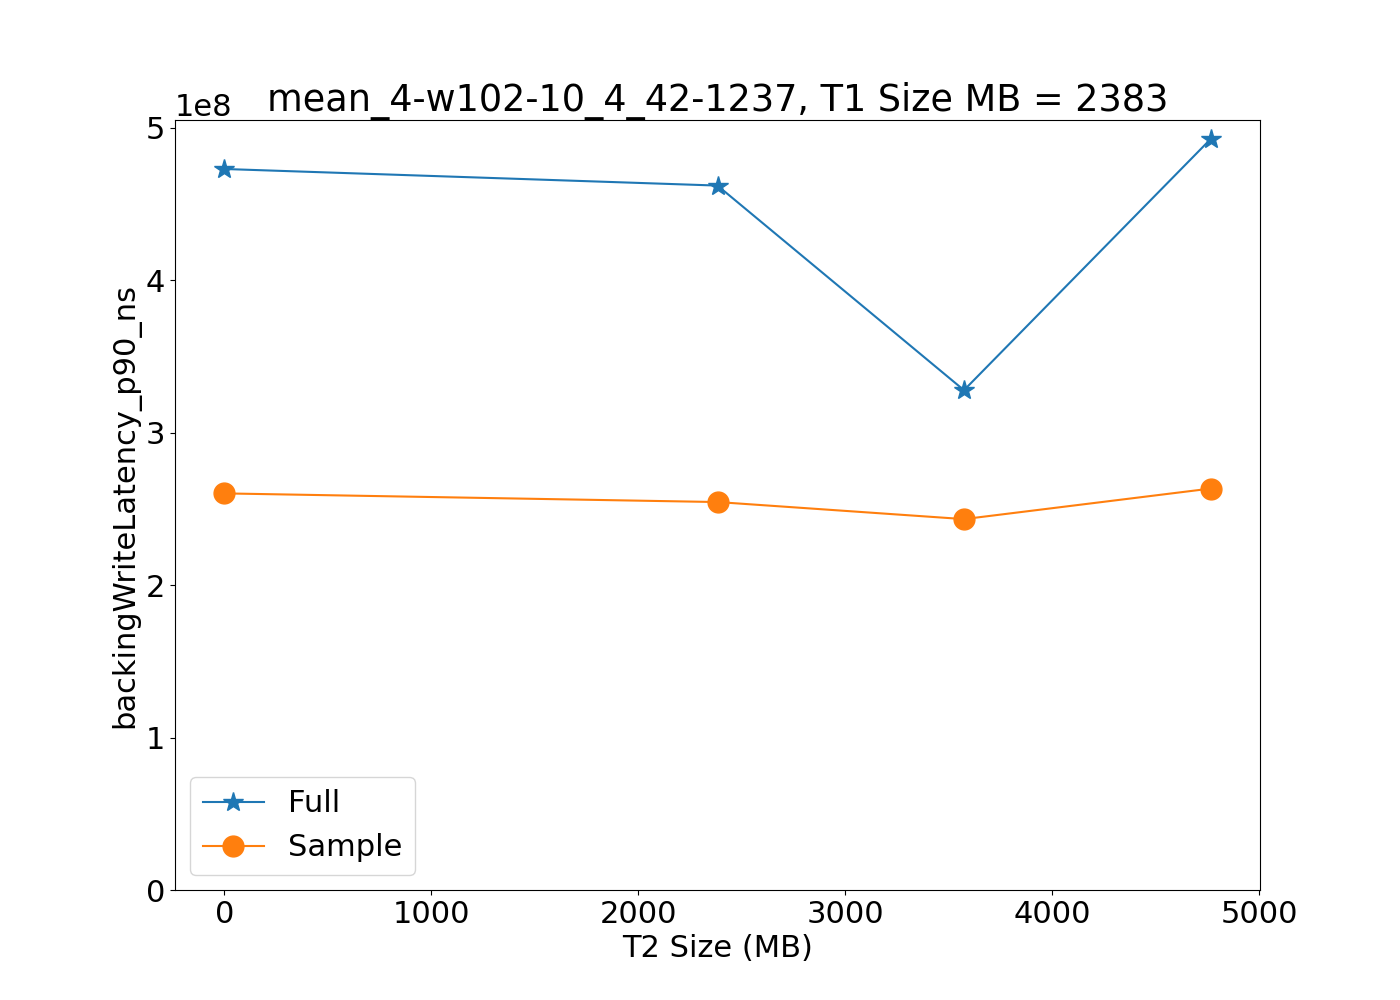 1e8
mean_4-w102-10_4_42-1237, T1 Size MB = 2383
5
4
3
2
1
0
backingWriteLatency_p90_ns
Full
Sample
0 1000 2000 3000 4000 5000
T2 Size (MB)